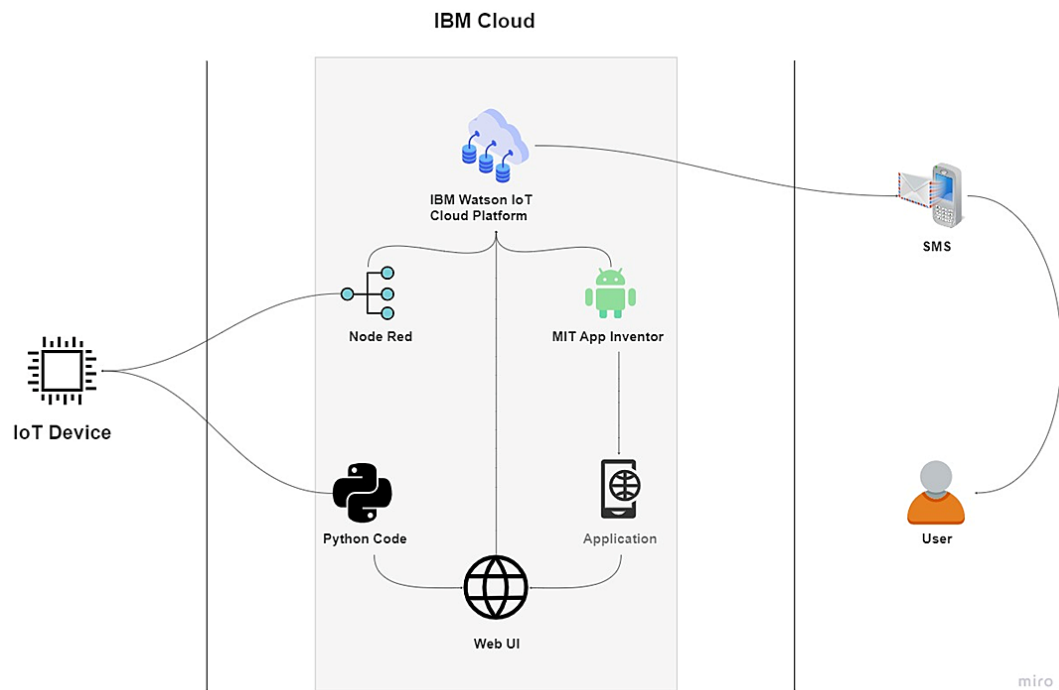 IBM Cloud
IBM Watson IoT
Cloud Platform
SMS
Node Red
MIT App Inventor
IoT Device
Python Code
Application
User
Web UI
miro